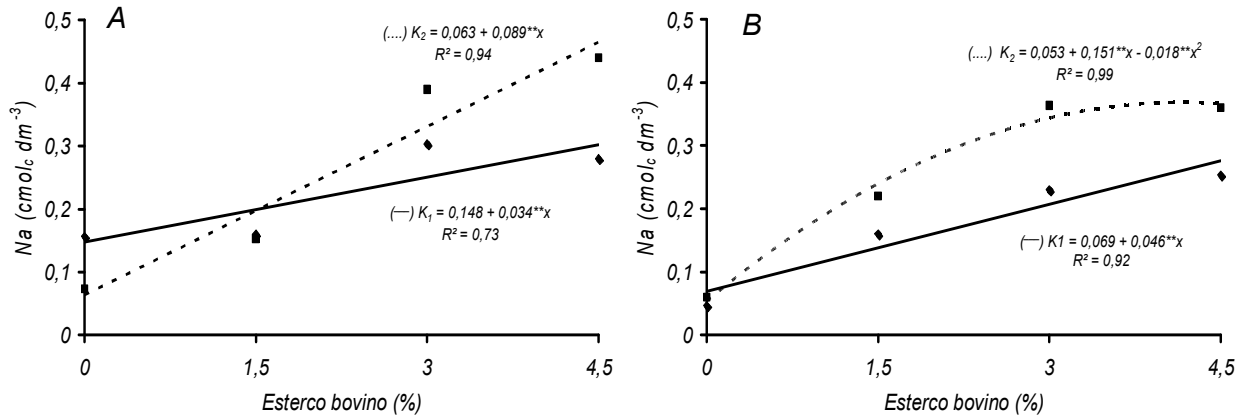 A
(....) K₂ = 0,063 + 0,089**x
R² = 0,94
0,5
0,4
0,3
0,2
0,1
0
Na (cmol꜀ dm⁻³)
(—) K₁ = 0,148 + 0,034**x
R² = 0,73
0 1,5 3 4,5
Esterco bovino (%)
B
(....) K₂ = 0,053 + 0,151**x - 0,018**x²
R² = 0,99
0,5
0,4
0,3
0,2
0,1
0
Na (cmol꜀ dm⁻³)
(—) K1 = 0,069 + 0,046**x
R² = 0,92
0 1,5 3 4,5
Esterco bovino (%)